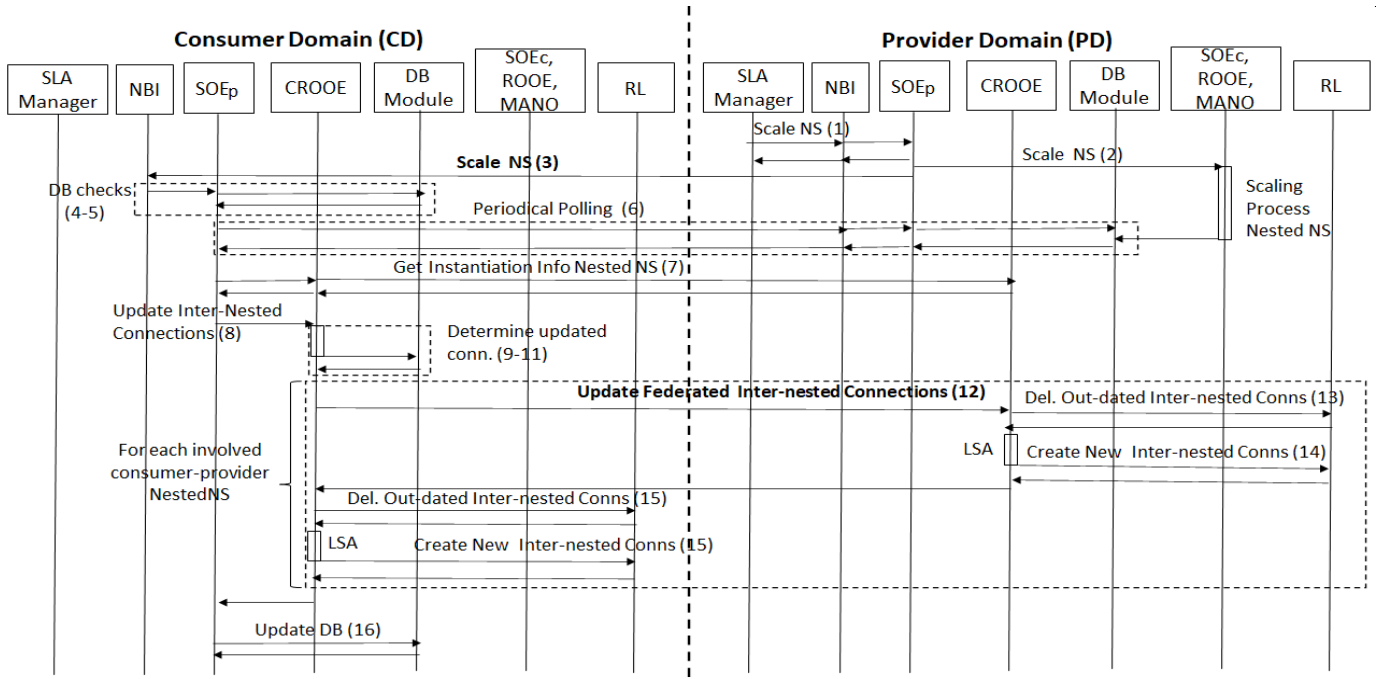 Consumer Domain (CD)
Provider Domain (PD)
SLA
Manager
NBI
SOEp
CROOE
DB
Module
SOEc,
ROOE,
MANO
RL
SLA
Manager
NBI
SOEp
CROOE
DB
Module
SOEc,
ROOE,
MANO
RL
Scale NS (1)
Scale NS (2)
Scale NS (3)
DB checks
(4-5)
Scaling
Process
Nested NS
Periodical Polling (6)
Get Instantiation Info Nested NS (7)
Update Inter-Nested
Connections (8)
Determine updated
conn. (9-11)
Update Federated Inter-nested Connections (12)
Del. Out-dated Inter-nested Conns (13)
For each involved
consumer-provider
NestedNS
LSA
Create New Inter-nested Conns (14)
Del. Out-dated Inter-nested Conns (15)
LSA
Create New Inter-nested Conns (15)
Update DB (16)